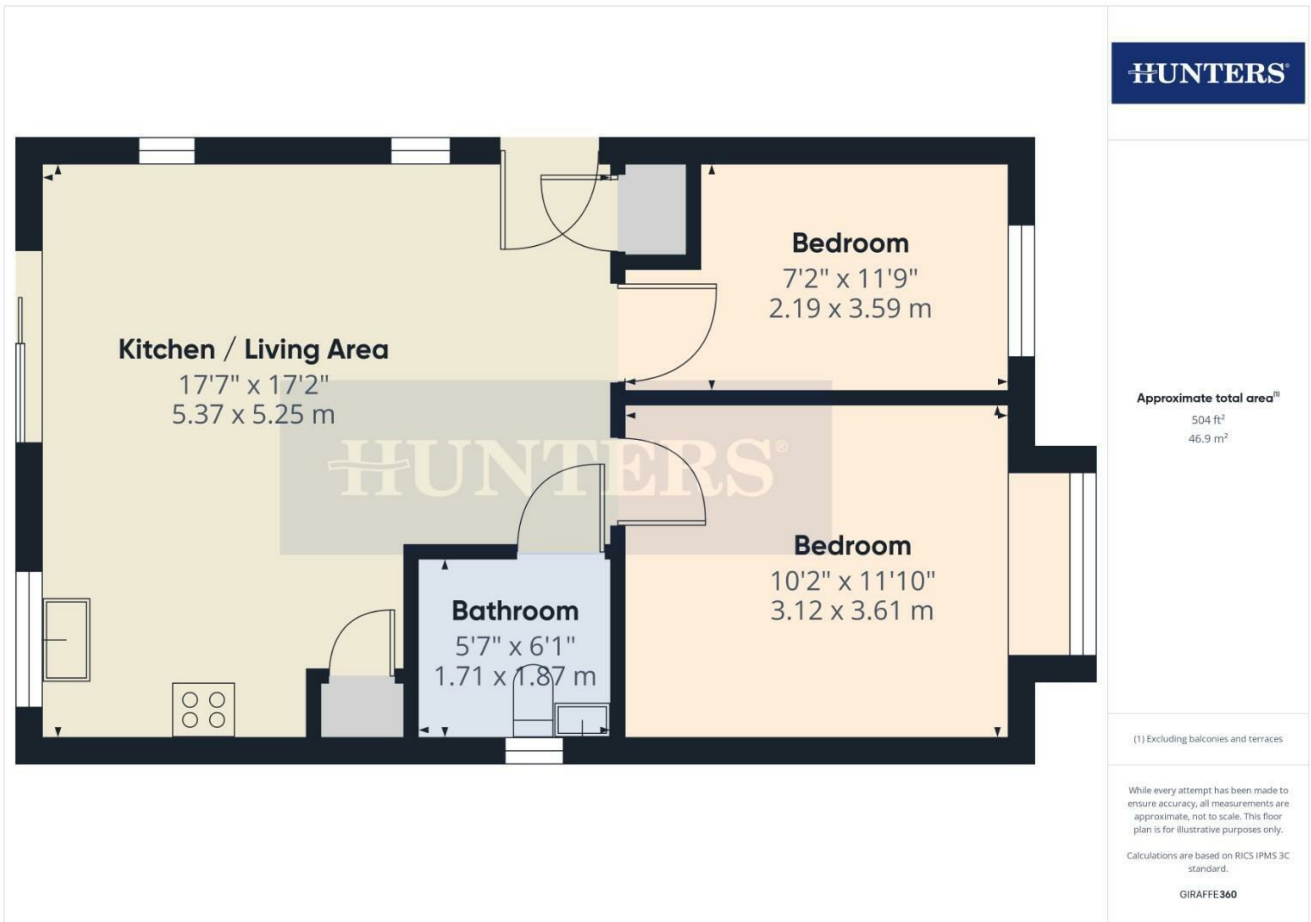 HUNTERS®
Bedroom
7'2" x 11'9"
2.19 x 3.59 m
Kitchen / Living Area
17'7" x 17'2"
5.37 x 5.25 m
HUNTERS®
Bedroom
10'2" x 11'10"
3.12 x 3.61 m
Bathroom
5'7" x 6'1"
1.71 x 1.87 m
Approximate total area⁽¹⁾
504 ft²
46.9 m²
(1) Excluding balconies and terraces
While every attempt has been made to
ensure accuracy, all measurements are
approximate, not to scale. This floor
plan is for illustrative purposes only.
Calculations are based on RICS IPMS 3C
standard.
GIRAFFE360